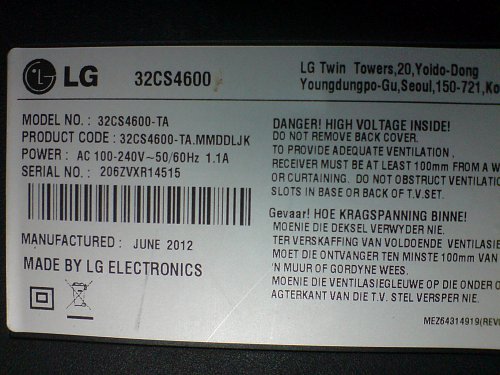 LG 32CS4600
LG Twin Towers,20,Yoido-Dong
Youngdungpo-Gu,Seoul,150-721,Ko
MODEL NO. : 32CS4600-TA
PRODUCT CODE : 32CS4600-TA.MMDDLJK
POWER : AC 100-240V~50/60Hz 1.1A
SERIAL NO. : 206ZVXR14515
MANUFACTURED : JUNE 2012
MADE BY LG ELECTRONICS
DANGER! HIGH VOLTAGE INSIDE!
DO NOT REMOVE BACK COVER.
TO PROVIDE ADEQUATE VENTILATION,
RECEIVER MUST BE AT LEAST 100mm FROM A W
OR CURTAINING. DO NOT OBSTRUCT VENTILATION
SLOTS IN BASE OR BACK OF T.V.SET.
Gevaar! HOE KRAGSPANNING BINNE!
MOENIE DIE DEKSEL VERWYDER NIE.
TER VERSKAFFING VAN VOLDOENDE VENTILASIE
MOET DIE ONTVANGER TEN MINSTE 100mm VAN
'N MUUR OF GORDYNE WEES.
MOENIE DIE VENTILASIEGLEUWE OP DIE ONDER
AGTERKANT VAN DIE T.V. STEL VERSPER NIE.
MEZ64314919(REV